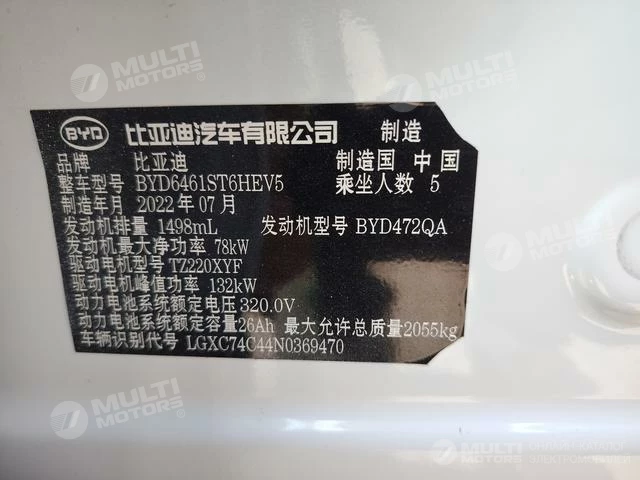 MULTI MOTORS
MULTI MOTORS
BYD 比亚迪汽车有限公司 制造
品牌 比亚迪 制造国 中国
整车型号 BYD6461ST6HEV5 乘坐人数 5
制造年月 2022年07月
发动机排量 1498mL 发动机型号 BYD472QA
发动机最大净功率 78kW
驱动电机型号 TZ220XYF
驱动电机峰值功率 132kW
动力电池系统额定电压 320.0V
动力电池系统额定容量 26Ah 最大允许总质量 2055kg
车辆识别代号 LGXC74C44N0369470
MULTI MOTORS
MULTI MOTORS